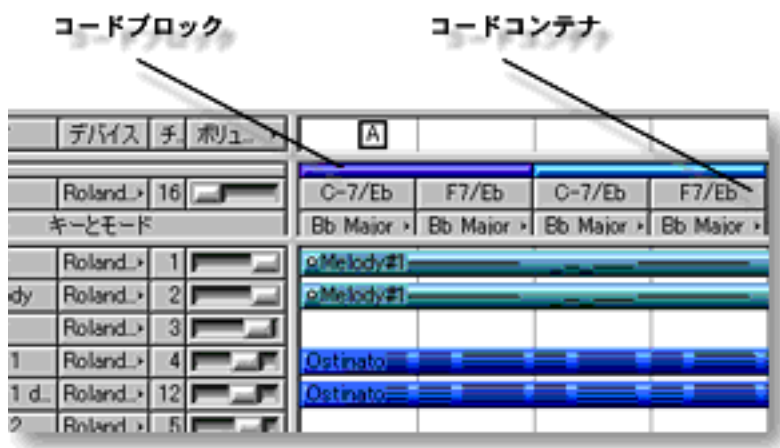 コードブロック コードコンテナ
デバイス チ. ボリュ... A
Roland..› 16 C-7/Eb F7/Eb C-7/Eb F7/Eb
キーとモード Bb Major › Bb Major › Bb Major › Bb Major ›
Roland..› 1 Melody#1
dy Roland..› 2 Melody#1
Roland..› 3
1 Roland..› 4 Ostinato
1 d.. Roland..› 12 Ostinato
2 Roland..› 5